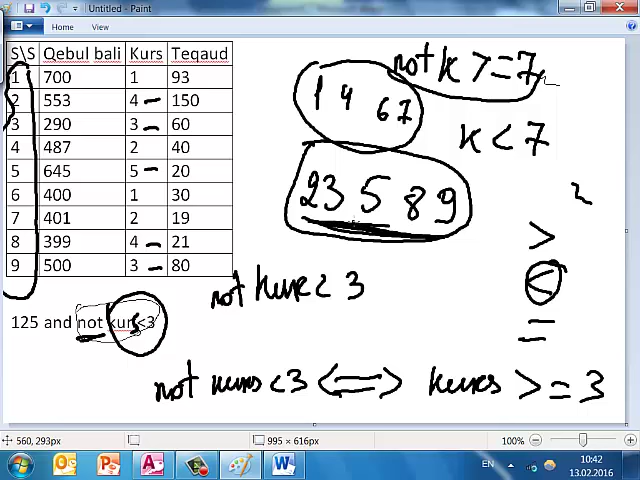 Untitled - Paint
Home
View
S\S Qebul bali Kurs Teqaud
1 700 1 93
2 553 4 150
3 290 3 60
4 487 2 40
5 645 5 20
6 400 1 30
7 401 2 19
8 399 4 21
9 500 3 80
125 and not kurs<3
not k >=7
1 4 6 7
k < 7
2 3 5 8 9
>
<
=
not kurs < 3
not kurs <3 <=> kurs >= 3
560, 293px
995 × 616px
100%
EN
10:42
13.02.2016